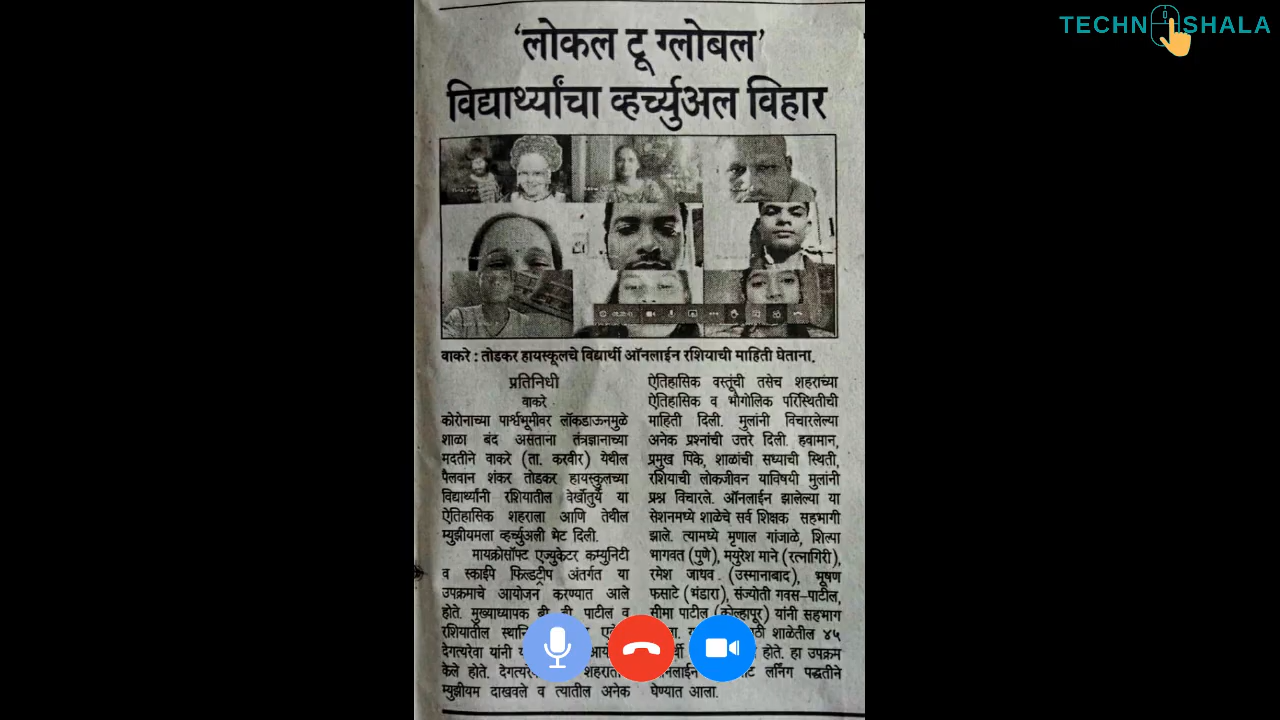 TECHNOSHALA
‘लोकल टू ग्लोबल’
विद्यार्थ्यांचा व्हर्च्युअल विहार
वाकरे : तोडकर हायस्कूलचे विद्यार्थी ऑनलाईन रशियाची माहिती घेताना.
प्रतिनिधी
वाकरे
कोरोनाच्या पार्श्वभूमीवर लॉकडाऊनमुळे
शाळा बंद असताना तंत्रज्ञानाच्या
मदतीने वाकरे (ता. करवीर) येथील
पैलवान शंकर तोडकर हायस्कुलच्या
विद्यार्थ्यांनी रशियातील वेर्खोतुर्ये या
ऐतिहासिक शहराला आणि तेथील
म्युझीयमला व्हर्च्युअली भेट दिली.
मायक्रोसॉफ्ट एज्युकेटर कम्युनिटी
व स्काईप फिल्डट्रीप अंतर्गत या
उपक्रमाचे आयोजन करण्यात आले
होते. मुख्याध्यापक बी. डी. पाटील व
रशियातील
देगत्यरेवा यांनी
केले होते.
म्युझीयम दाखवले व त्यातील अनेक
ऐतिहासिक वस्तूंची तसेच शहराच्या
ऐतिहासिक व भौगोलिक परिस्थितीची
माहिती दिली. मुलांनी विचारलेल्या
अनेक प्रश्नांची उत्तरे दिली. हवामान,
प्रमुख पिके, शाळांची सध्याची स्थिती,
रशियाची लोकजीवन याविषयी मुलांनी
प्रश्न विचारले. ऑनलाईन झालेल्या या
सेशनमध्ये शाळेचे सर्व शिक्षक सहभागी
झाले. त्यामध्ये मृणाल गांजाळे, शिल्पा
भागवत (पुणे), मयुरेश माने (रत्नागिरी),
रमेश जाधव (उस्मानाबाद), भूषण
फसाटे (भंडारा), संज्योती गवस-पाटील,
सीमा पाटील (कोल्हापूर) यांनी सहभाग
शाळेतील ४५
होते. हा उपक्रम
लर्निंग पद्धतीने
घेण्यात आला.